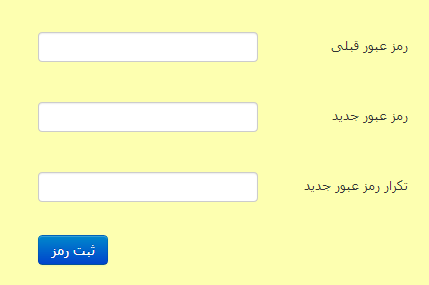 رمز عبور قبلی
رمز عبور جدید
تکرار رمز عبور جدید
ثبت رمز